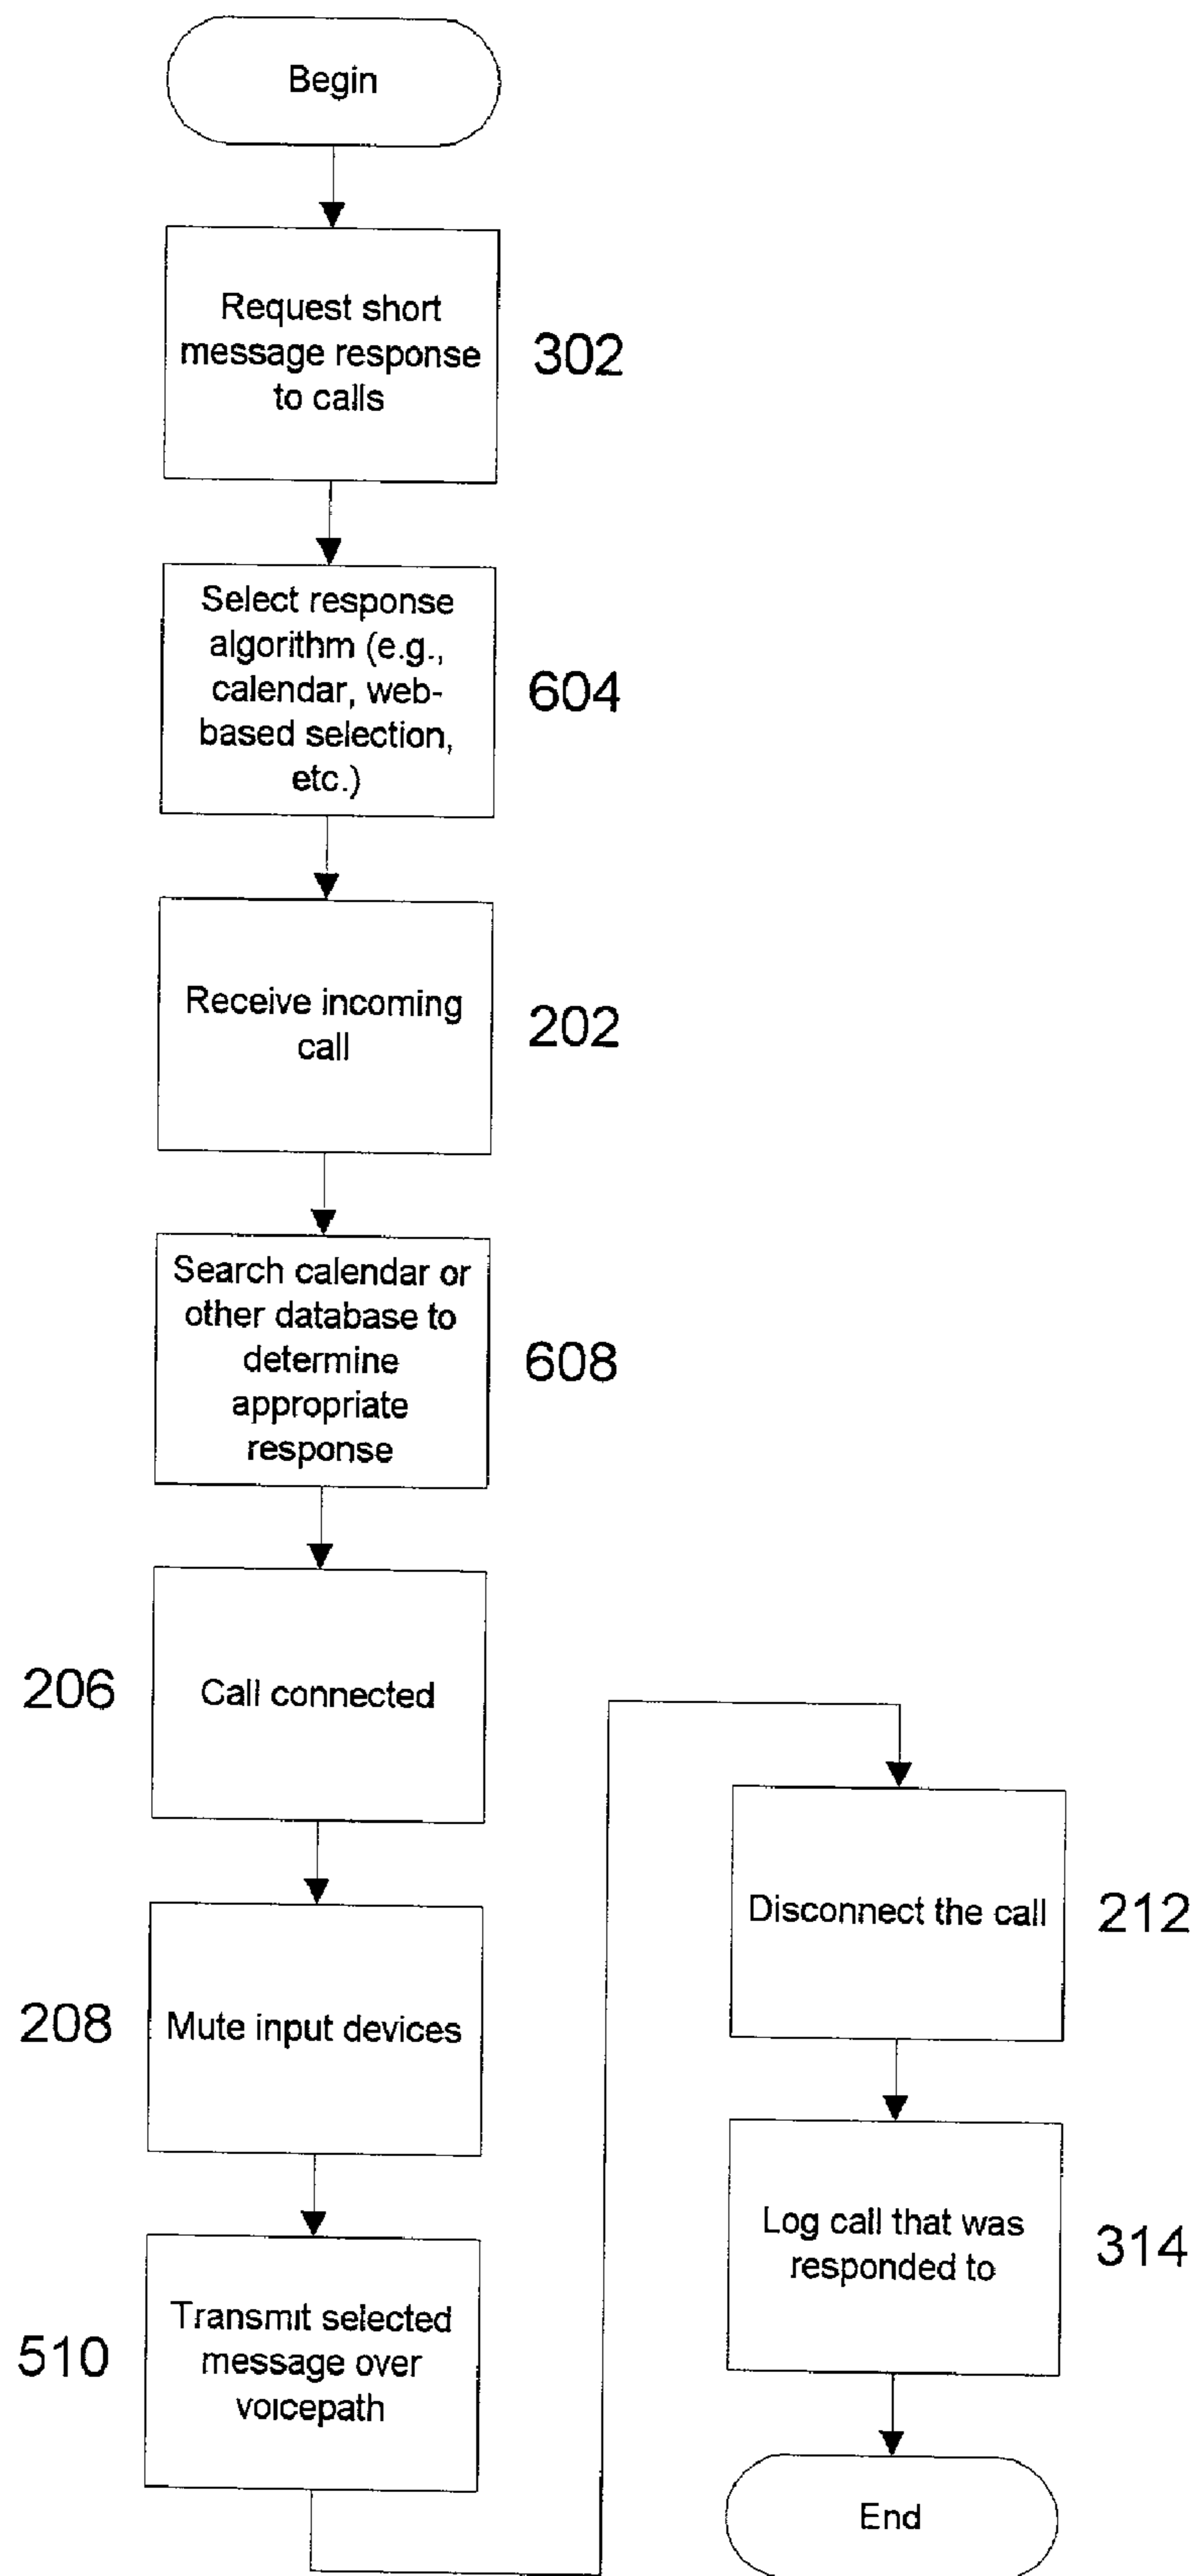 Begin
Request short
message response
to calls
302
Select response
algorithm (e.g.,
calendar, web-
based selection,
etc.)
604
Receive incoming
call
202
Search calendar or
other database to
determine
appropriate
response
608
Call connected
206
Mute input devices
208
Transmit selected
message over
voicepath
510
Disconnect the call
212
Log call that was
responded to
314
End